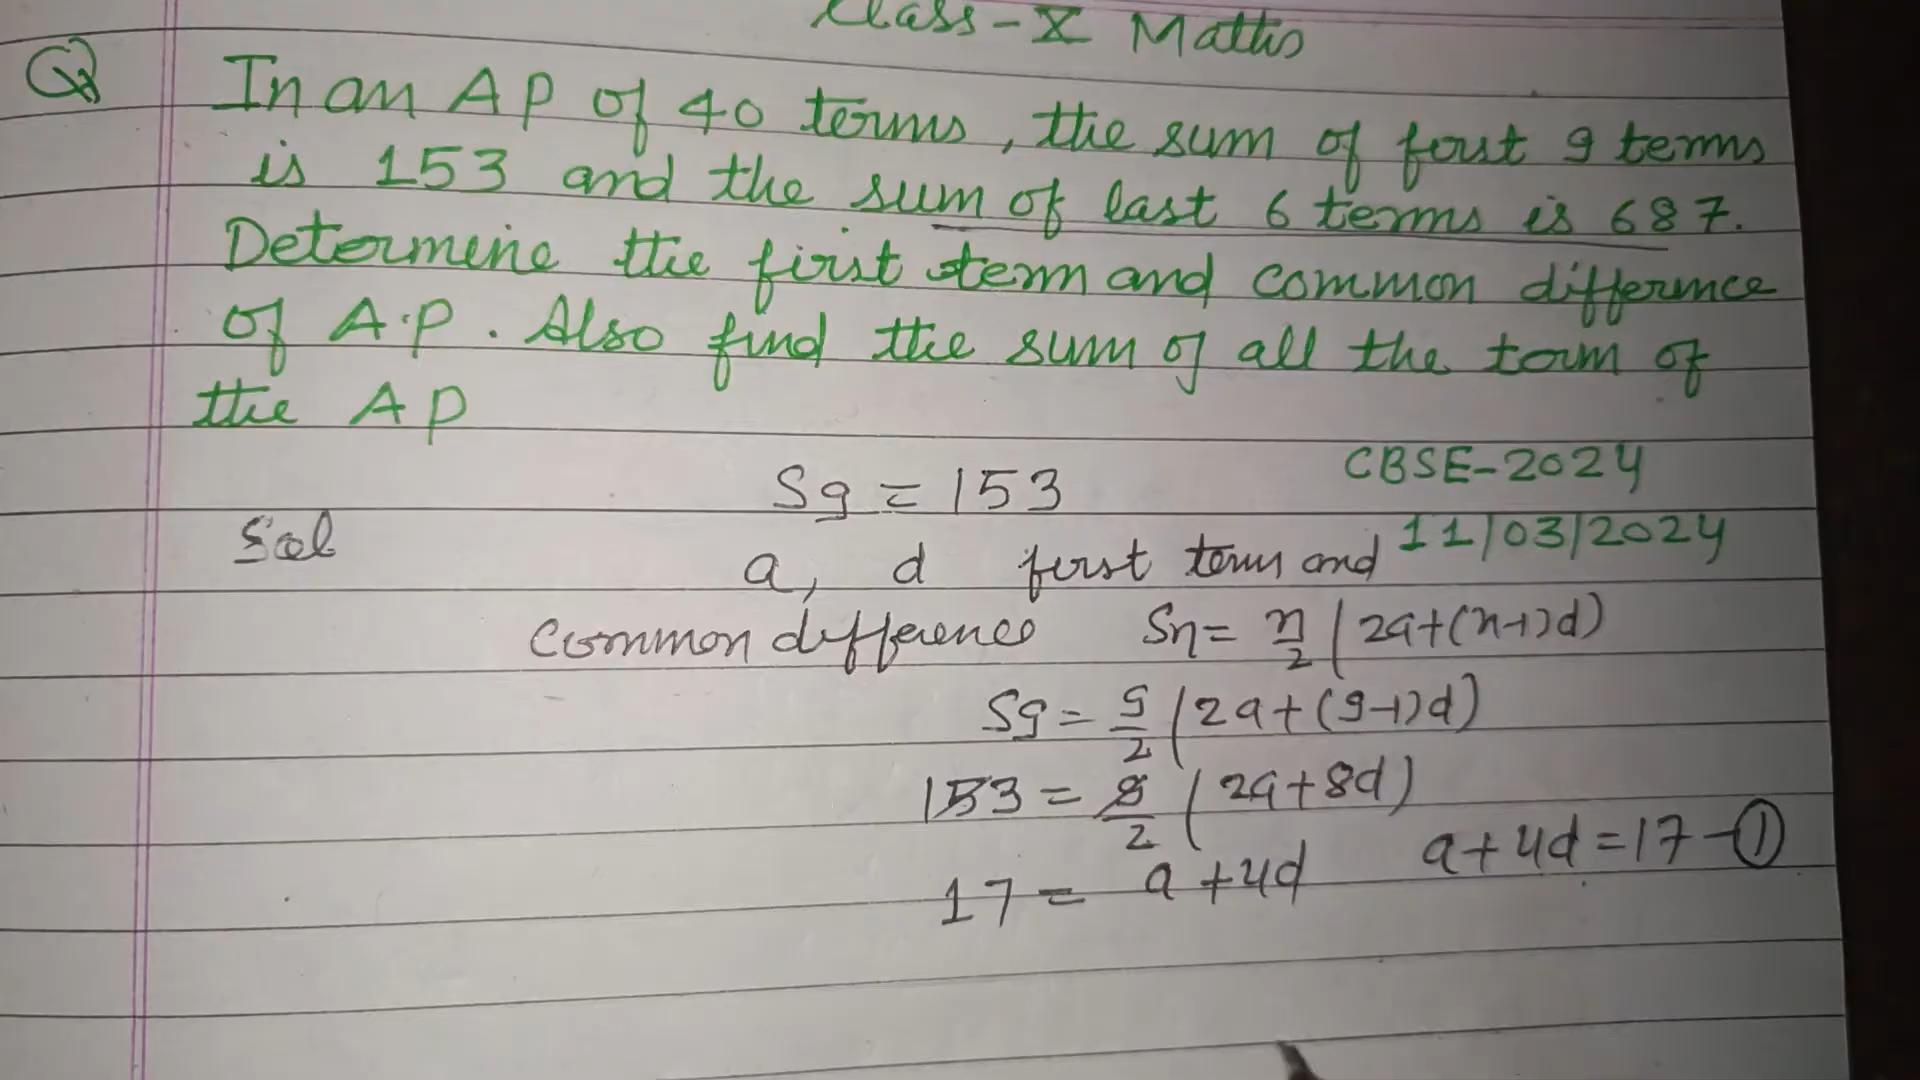 Class-X Maths
Q In an AP of 40 terms, the sum of first 9 terms
is 153 and the sum of last 6 terms is 687.
Determine the first term and common difference
of A.P. Also find the sum of all the term of
the AP
CBSE-2024
S9 = 153
11/03/2024
Sol a, d first term and
common difference Sn = n/2 (2a+(n-1)d)
S9 = 9/2 (2a+(9-1)d)
153 = 9/2 (2a+8d)
17 = a+4d a+4d=17-①